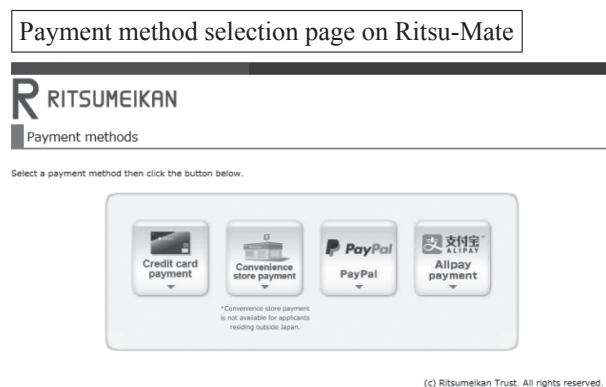 Payment method selection page on Ritsu-Mate
RITSUMEIKAN
Payment methods
Select a payment method then click the button below.
Credit card
payment
Convenience
store payment
*Convenience store payment
is not available for applicants
residing outside Japan.
PayPal
PayPal
支付宝
ALIPAY
Alipay
payment
(c) Ritsumeikan Trust. All rights reserved.